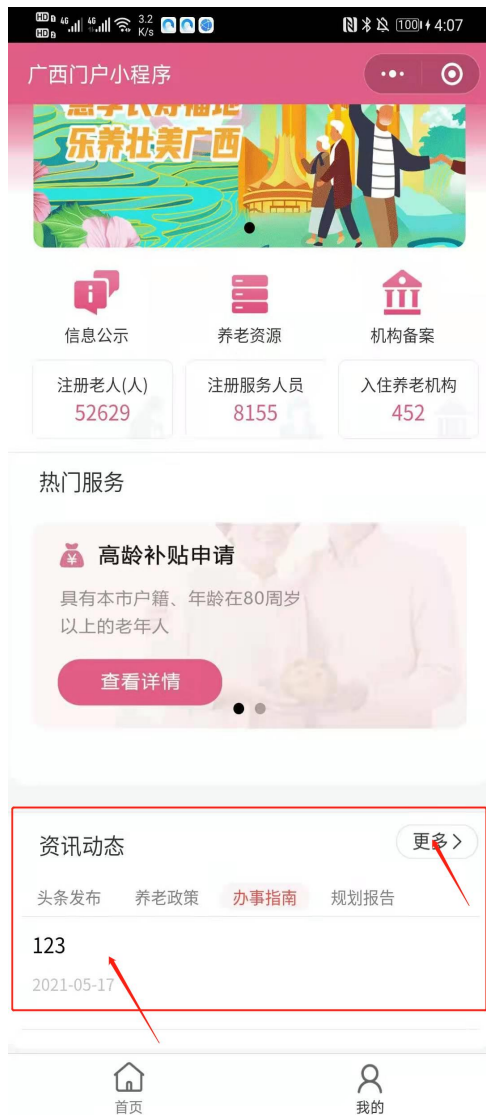 HD 46 46 3.2 K/s 100 4:07
广西门户小程序
惠享长寿福地
乐养壮美广西
信息公示 养老资源 机构备案
注册老人(人) 注册服务人员 入住养老机构
52629 8155 452
热门服务
高龄补贴申请
具有本市户籍、年龄在80周岁
以上的老年人
查看详情
资讯动态 更多>
头条发布 养老政策 办事指南 规划报告
123
2021-05-17
首页 我的